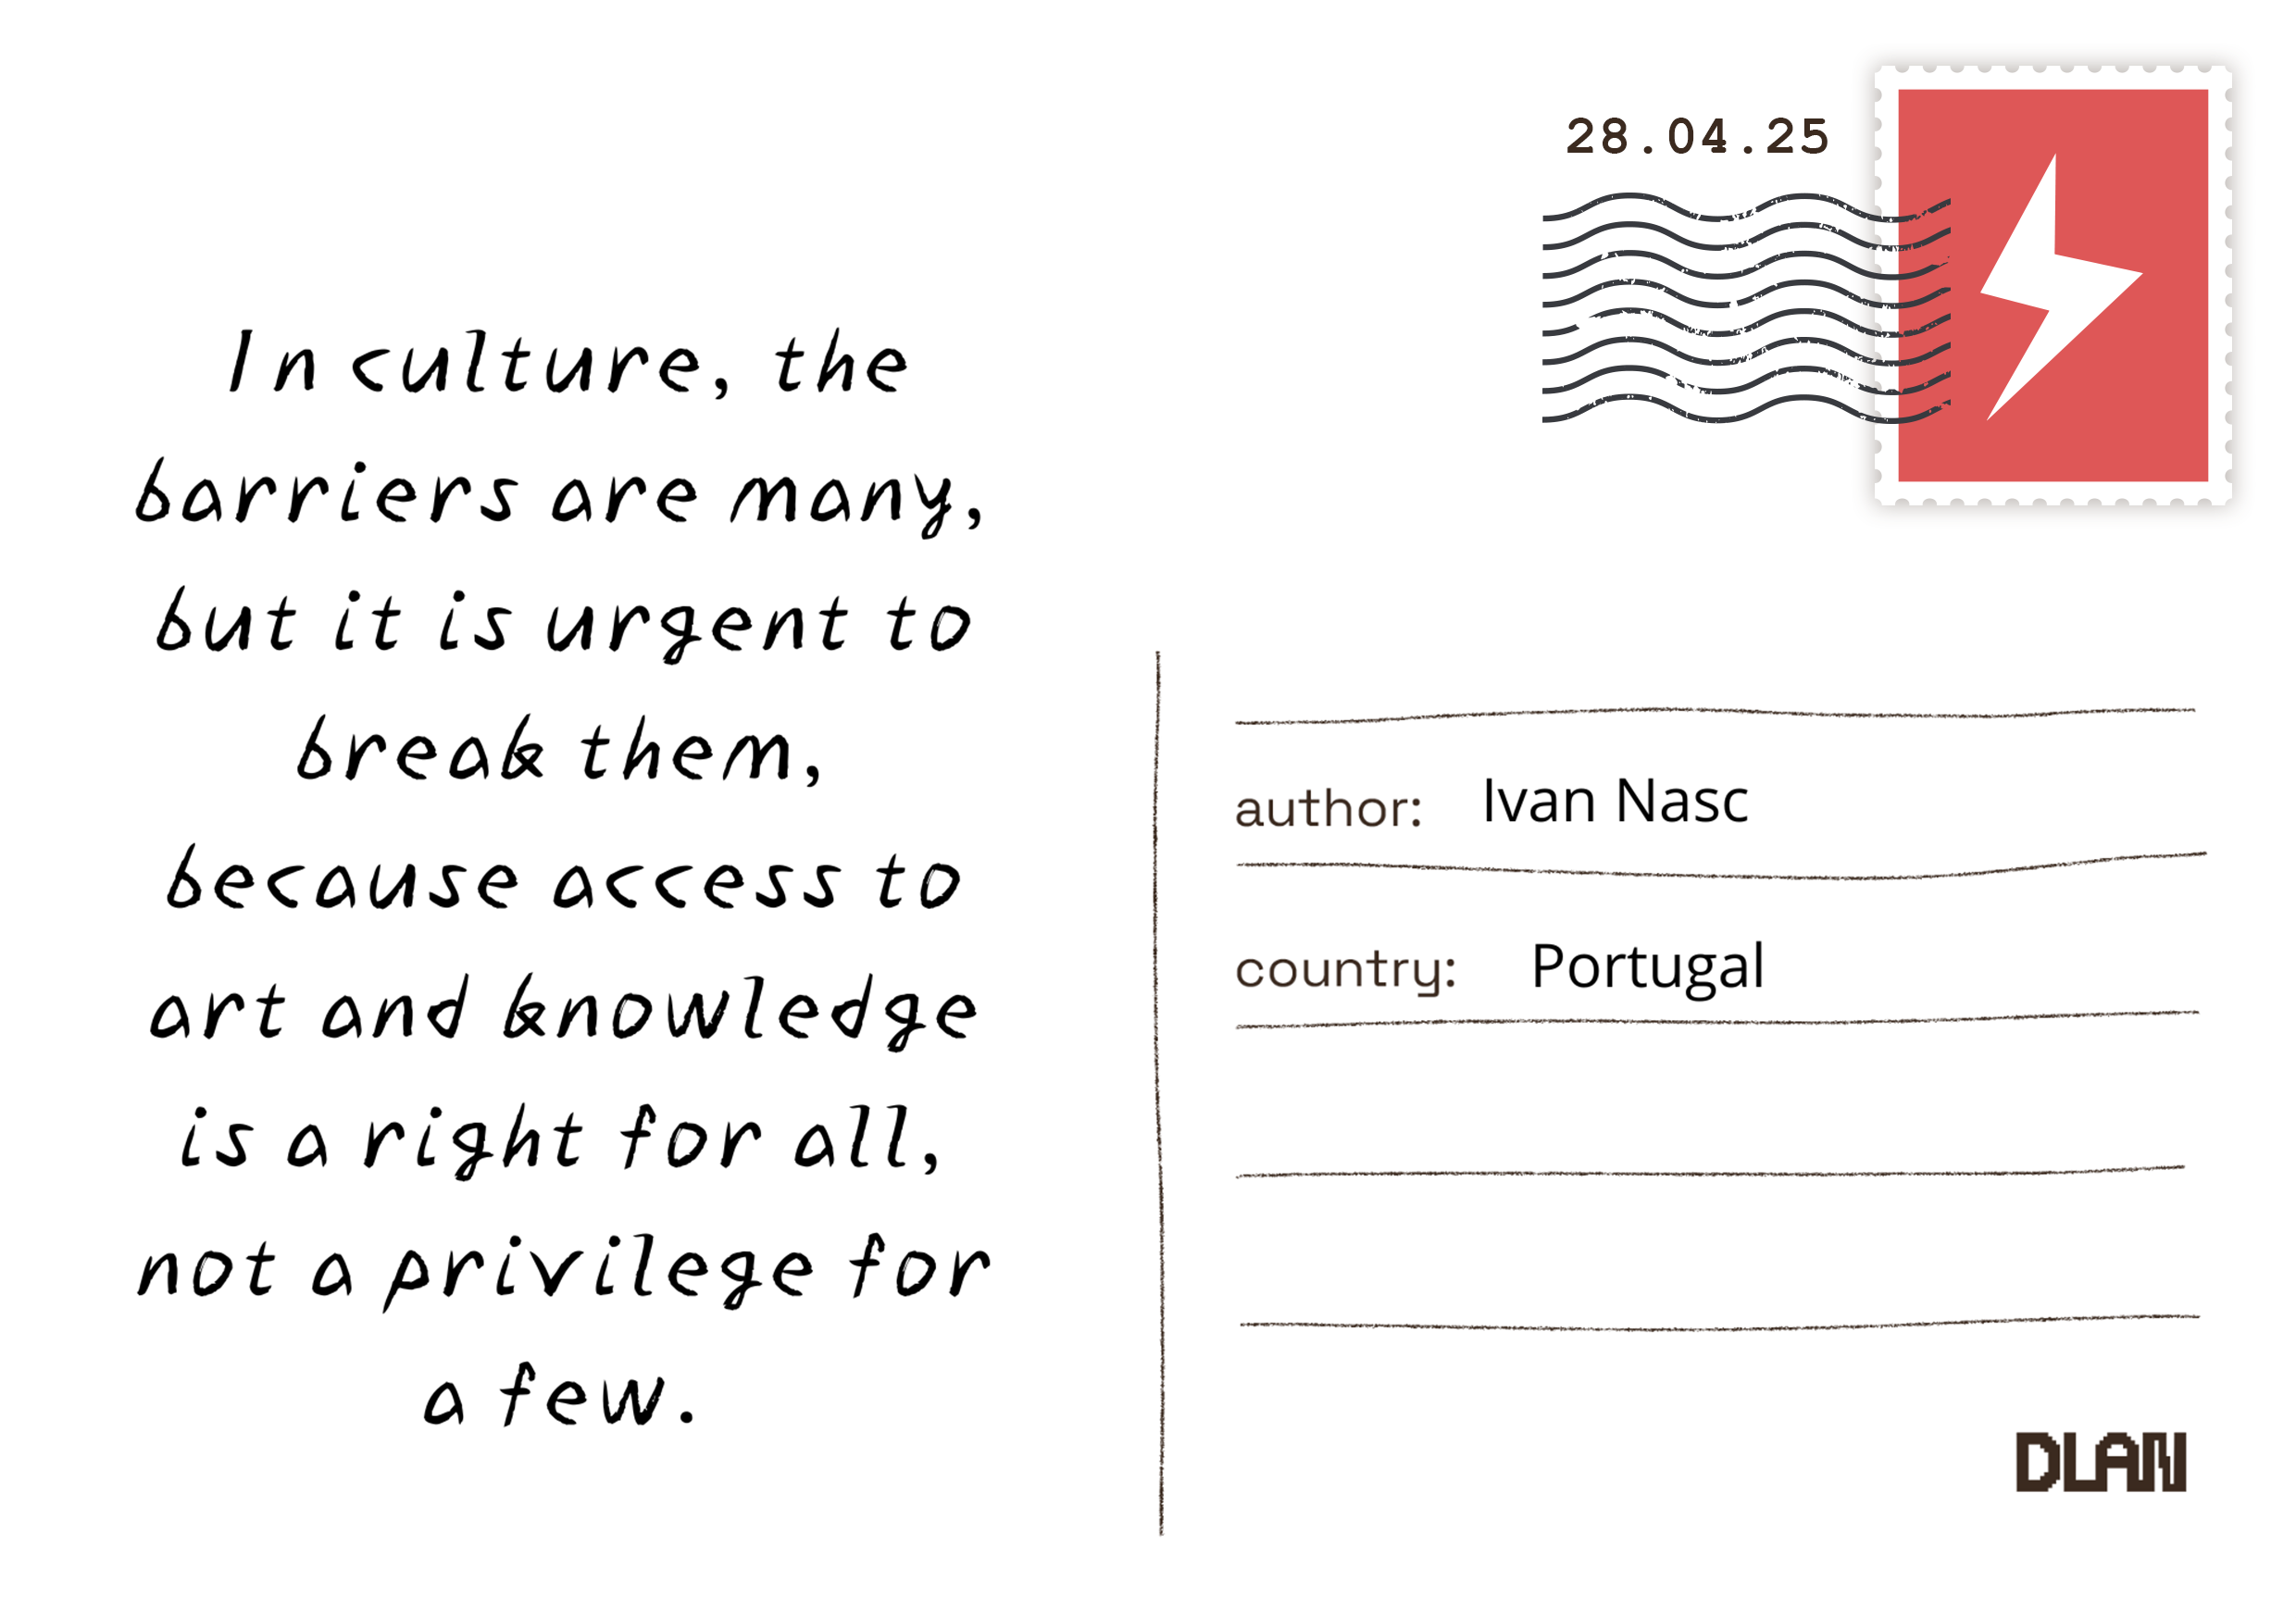 In culture, the
barriers are many,
but it is urgent to
break them,
because access to
art and knowledge
is a right for all,
not a privilege for
a few.
28.04.25
author: Ivan Nasc
country: Portugal
DLAN